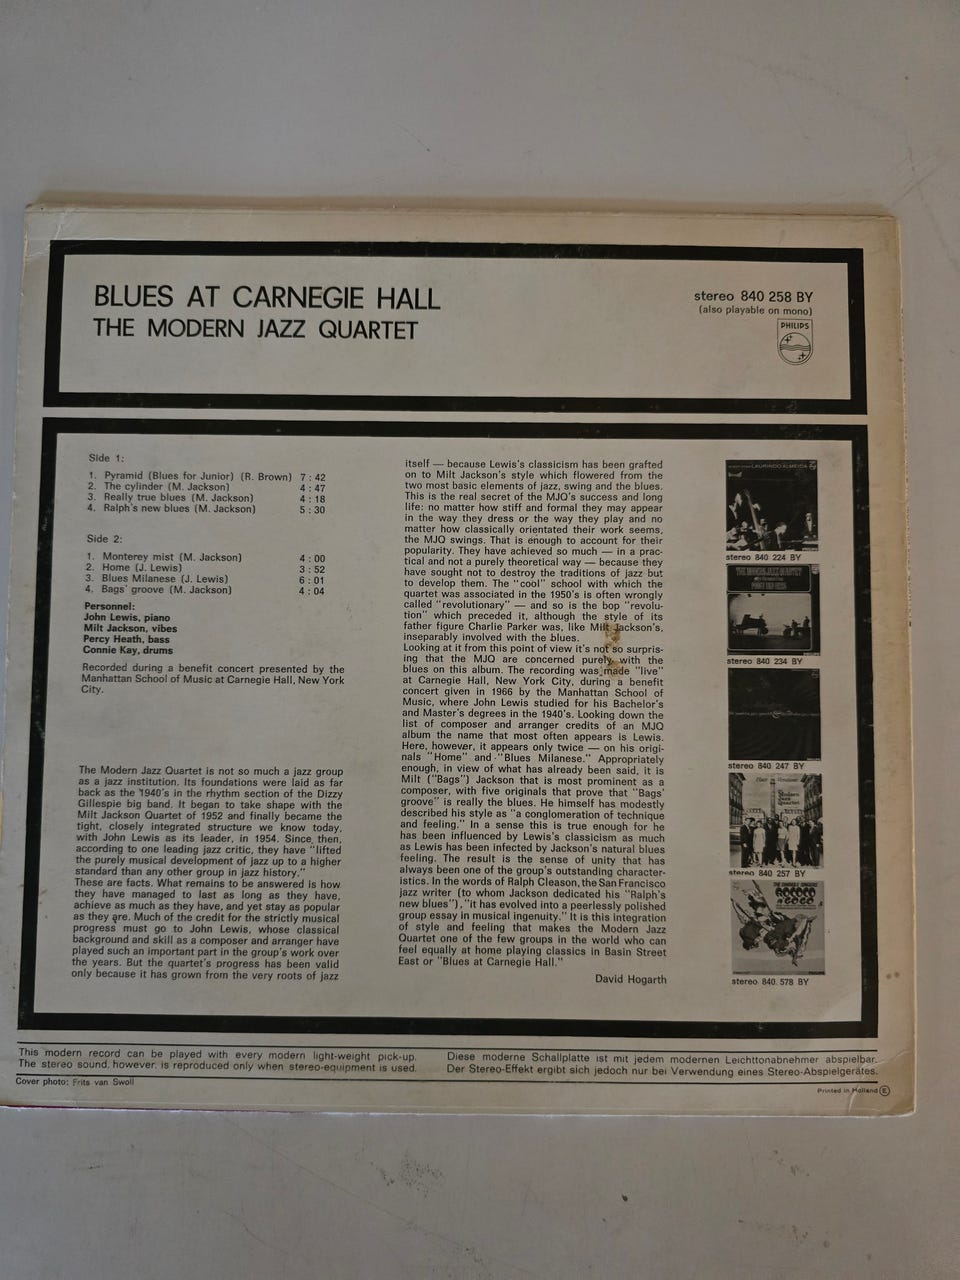 BLUES AT CARNEGIE HALL
THE MODERN JAZZ QUARTET
stereo 840 258 BY
(also playable on mono)
PHILIPS
Side 1:
1. Pyramid (Blues for Junior) (R. Brown) 7 : 42
2. The cylinder (M. Jackson) 4 : 47
3. Really true blues (M. Jackson) 4 : 18
4. Ralph's new blues (M. Jackson) 5 : 30
Side 2:
1. Monterey mist (M. Jackson) 4 : 00
2. Home (J. Lewis) 3 : 52
3. Blues Milanese (J. Lewis) 6 : 01
4. Bags' groove (M. Jackson) 4 : 04
Personnel:
John Lewis, piano
Milt Jackson, vibes
Percy Heath, bass
Connie Kay, drums
Recorded during a benefit concert presented by the
Manhattan School of Music at Carnegie Hall, New York
City.
The Modern Jazz Quartet is not so much a jazz group
as a jazz institution. Its foundations were laid as far
back as the 1940's in the rhythm section of the Dizzy
Gillespie big band. It began to take shape with the
Milt Jackson Quartet of 1952 and finally became the
tight, closely integrated structure we know today,
with John Lewis as its leader, in 1954. Since then,
according to one leading jazz critic, they have "lifted
the purely musical development of jazz up to a higher
standard than any other group in jazz history."
These are facts. What remains to be answered is how
they have managed to last as long as they have,
achieve as much as they have, and yet stay as popular
as they are. Much of the credit for the strictly musical
progress must go to John Lewis, whose classical
background and skill as a composer and arranger have
played such an important part in the group's work over
the years. But the quartet's progress has been valid
only because it has grown from the very roots of jazz
itself — because Lewis's classicism has been grafted
on to Milt Jackson's style which flowered from the
two most basic elements of jazz, swing and the blues.
This is the real secret of the MJQ's success and long
life: no matter how stiff and formal they may appear
in the way they dress or the way they play and no
matter how classically orientated their work seems,
the MJQ swings. That is enough to account for their
popularity. They have achieved so much — in a prac-
tical and not a purely theoretical way — because they
have sought not to destroy the traditions of jazz but
to develop them. The "cool" school with which the
quartet was associated in the 1950's is often wrongly
called "revolutionary" — and so is the bop "revolu-
tion" which preceded it, although the style of its
father figure Charlie Parker was, like Milt Jackson's,
inseparably involved with the blues.
Looking at it from this point of view it's not so surpris-
ing that the MJQ are concerned purely with the
blues on this album. The recording was made "live"
at Carnegie Hall, New York City, during a benefit
concert given in 1966 by the Manhattan School of
Music, where John Lewis studied for his Bachelor's
and Master's degrees in the 1940's. Looking down the
list of composer and arranger credits of an MJQ
album the name that most often appears is Lewis.
Here, however, it appears only twice — on his origi-
nals "Home" and "Blues Milanese." Appropriately
enough, in view of what has already been said, it is
Milt ("Bags") Jackson that is most prominent as a
composer, with five originals that prove that "Bags'
groove" is really the blues. He himself has modestly
described his style as "a conglomeration of technique
and feeling." In a sense this is true enough for he
has been influenced by Lewis's classicism as much
as Lewis has been infected by Jackson's natural blues
feeling. The result is the sense of unity that has
always been one of the group's outstanding character-
istics. In the words of Ralph Gleason, the San Francisco
jazz writer (to whom Jackson dedicated his "Ralph's
new blues"), "it has evolved into a peerlessly polished
group essay in musical ingenuity." It is this integration
of style and feeling that makes the Modern Jazz
Quartet one of the few groups in the world who can
feel equally at home playing classics in Basin Street
East or "Blues at Carnegie Hall."
David Hogarth
LAURINDO ALMEIDA
stereo 840 224 BY
THE MODERN JAZZ QUARTET
PORGY AND BESS
stereo 840 234 BY
stereo 840 247 BY
Modern
Jazz
Quartet
stereo 840 257 BY
THE SWINGLE SINGERS
ROCOCO
A GOGO
stereo 840 578 BY
This modern record can be played with every modern light-weight pick-up.
The stereo sound, however, is reproduced only when stereo-equipment is used.
Diese moderne Schallplatte ist mit jedem modernen Leichttonabnehmer abspielbar.
Der Stereo-Effekt ergibt sich jedoch nur bei Verwendung eines Stereo-Abspielgerätes.
Cover photo: Frits van Swoll
Printed in Holland E